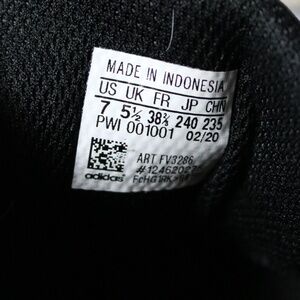 MADE IN INDONESIA
US UK FR JP CHN
7 5½ 38⅔ 240 235
PWI 001001 02/20
ART FV3286
adidas